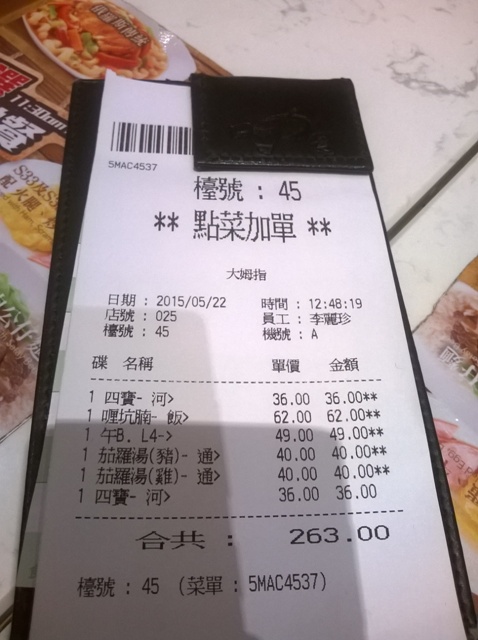 11:30am
餐
5MAC4537
檯號 : 45
** 點菜加單 **
大姆指
日期 : 2015/05/22 時間 : 12:48:19
店號 : 025 員工 : 李麗珍
檯號 : 45 機號 : A
碟 名稱 單價 金額
1 四寶- 河> 36.00 36.00**
1 喱坑腩- 飯> 62.00 62.00**
1 午B. L4-> 49.00 49.00**
1 茄羅湯(豬)- 通> 40.00 40.00**
1 茄羅湯(雞)- 通> 40.00 40.00**
1 四寶- 河> 36.00 36.00
合共 : 263.00
檯號 : 45 (菜單 : 5MAC4537)